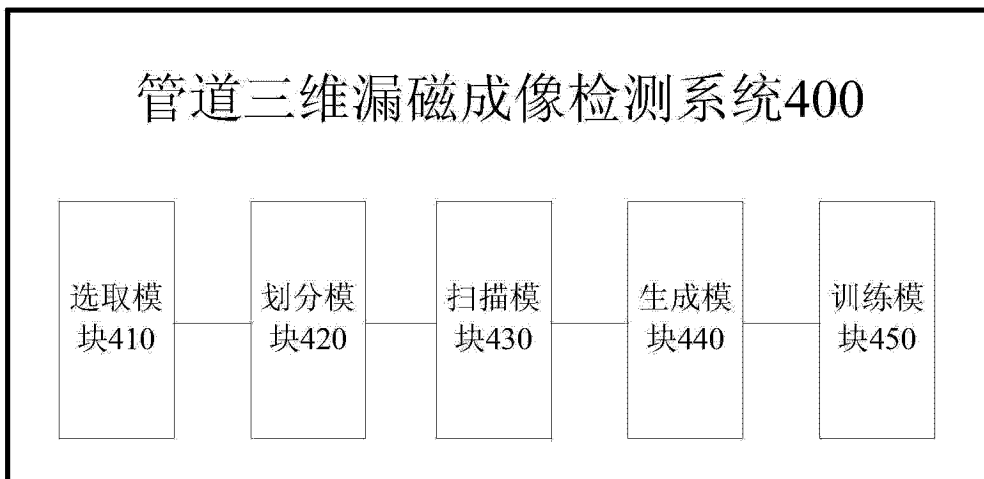 管道三维漏磁成像检测系统400
选取模
块410
划分模
块420
扫描模
块430
生成模
块440
训练模
块450